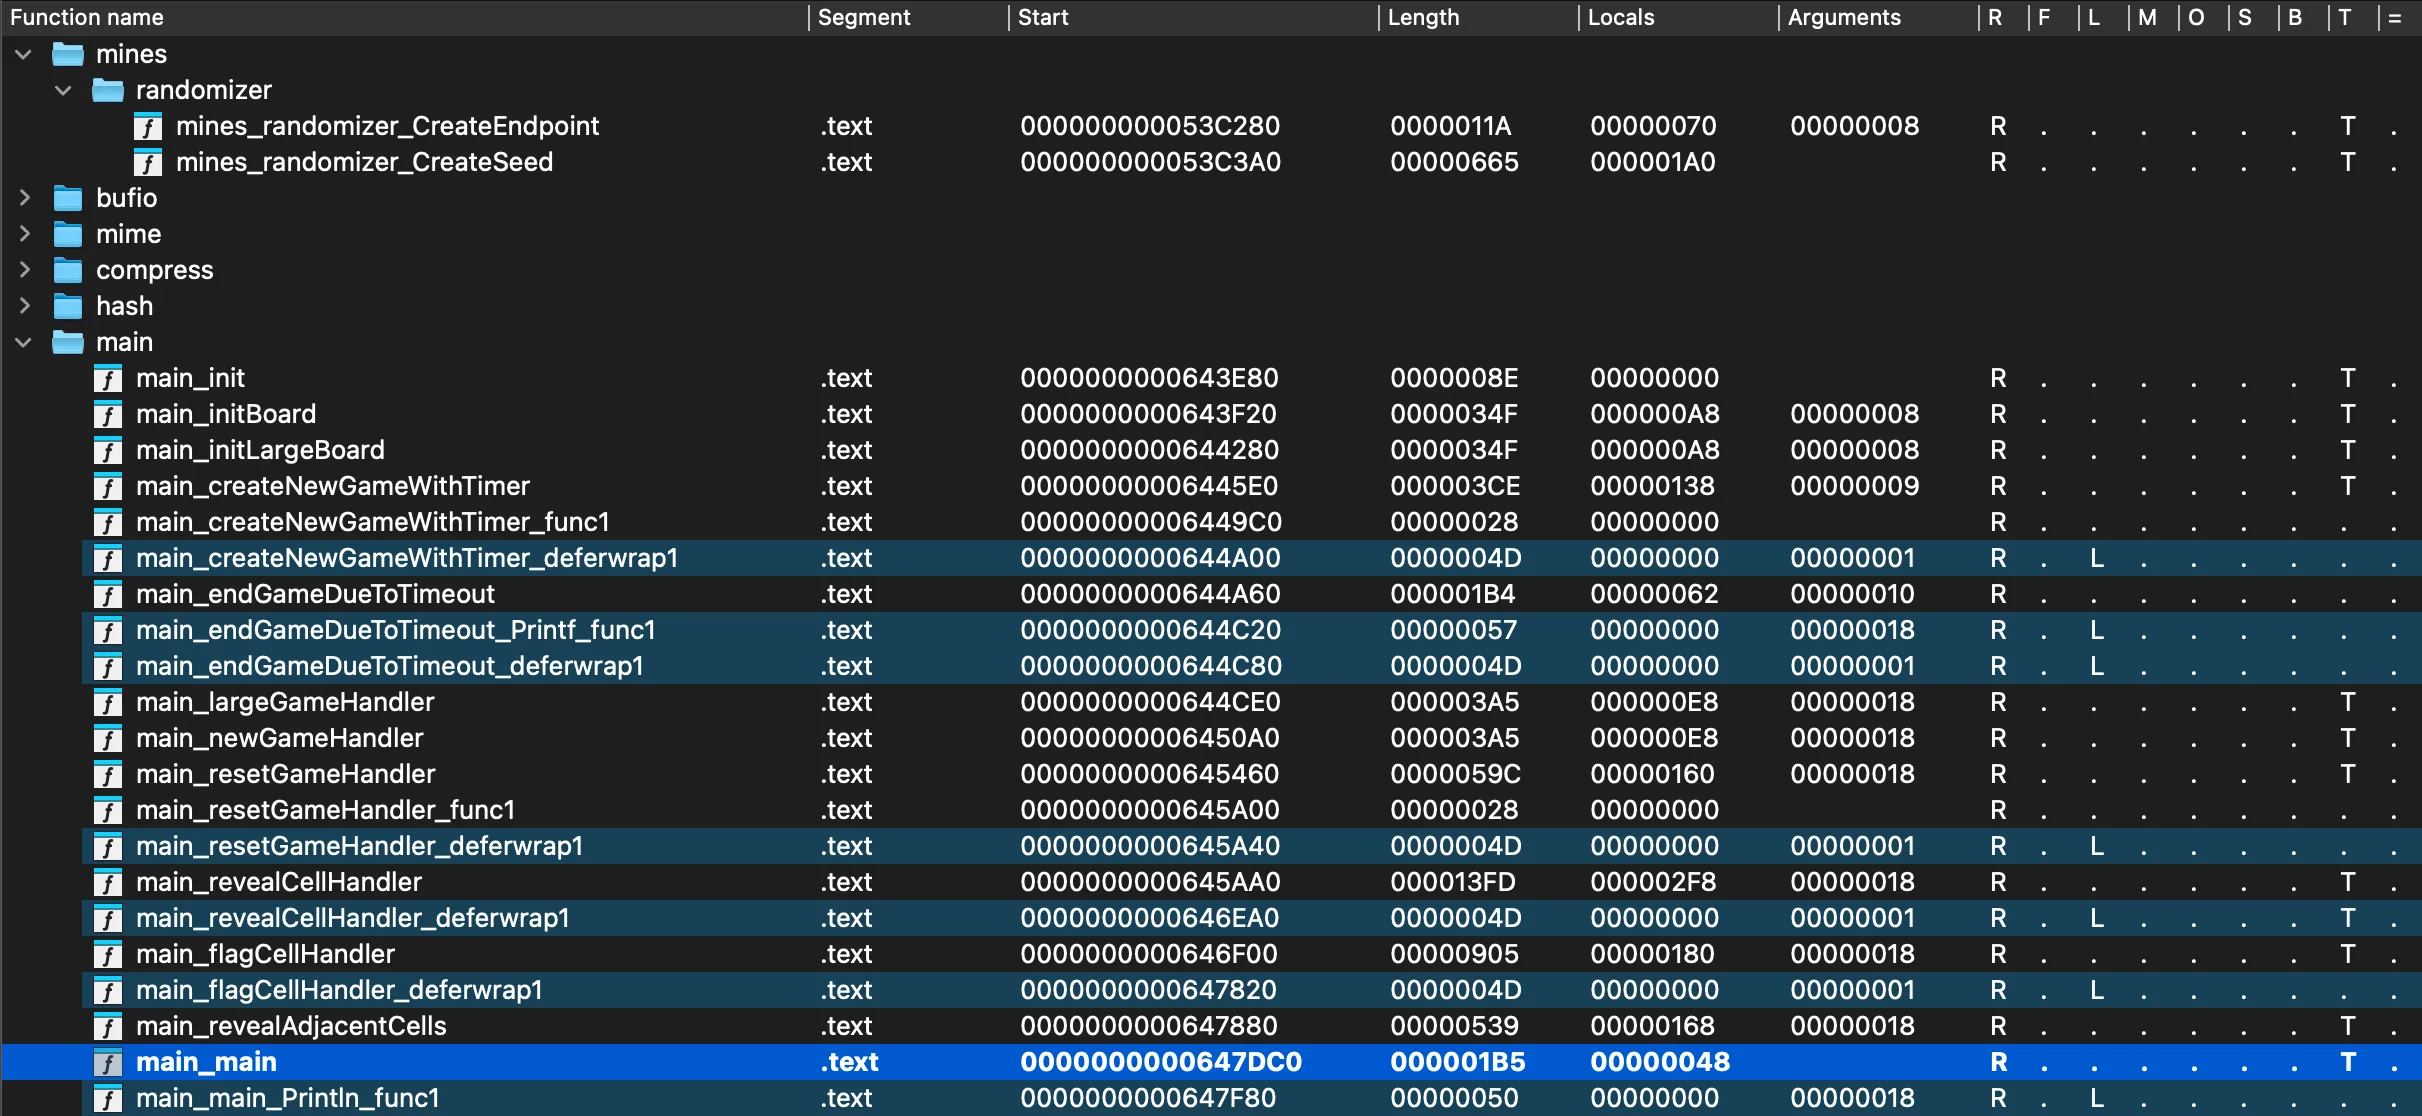 Function name Segment Start Length Locals Arguments R F L M O S B T =
mines
randomizer
mines_randomizer_CreateEndpoint .text 000000000053C280 0000011A 00000070 00000008 R . . . . . . T .
mines_randomizer_CreateSeed .text 000000000053C3A0 00000665 000001A0 R . . . . . . T .
bufio
mime
compress
hash
main
main_init .text 0000000000643E80 0000008E 00000000 R . . . . . . T .
main_initBoard .text 0000000000643F20 0000034F 000000A8 00000008 R . . . . . . T .
main_initLargeBoard .text 0000000000644280 0000034F 000000A8 00000008 R . . . . . . T .
main_createNewGameWithTimer .text 00000000006445E0 000003CE 00000138 00000009 R . . . . . . T .
main_createNewGameWithTimer_func1 .text 00000000006449C0 00000028 00000000 R . . . . . . . .
main_createNewGameWithTimer_deferwrap1 .text 0000000000644A00 0000004D 00000000 00000001 R . L . . . . . .
main_endGameDueToTimeout .text 0000000000644A60 000001B4 00000062 00000010 R . . . . . . . .
main_endGameDueToTimeout_Printf_func1 .text 0000000000644C20 00000057 00000000 00000018 R . L . . . . . .
main_endGameDueToTimeout_deferwrap1 .text 0000000000644C80 0000004D 00000000 00000001 R . L . . . . . .
main_largeGameHandler .text 0000000000644CE0 000003A5 000000E8 00000018 R . . . . . . T .
main_newGameHandler .text 00000000006450A0 000003A5 000000E8 00000018 R . . . . . . T .
main_resetGameHandler .text 0000000000645460 0000059C 00000160 00000018 R . . . . . . T .
main_resetGameHandler_func1 .text 0000000000645A00 00000028 00000000 R . . . . . . . .
main_resetGameHandler_deferwrap1 .text 0000000000645A40 0000004D 00000000 00000001 R . L . . . . . .
main_revealCellHandler .text 0000000000645AA0 000013FD 000002F8 00000018 R . . . . . . T .
main_revealCellHandler_deferwrap1 .text 0000000000646EA0 0000004D 00000000 00000001 R . L . . . . T .
main_flagCellHandler .text 0000000000646F00 00000905 00000180 00000018 R . . . . . . T .
main_flagCellHandler_deferwrap1 .text 0000000000647820 0000004D 00000000 00000001 R . L . . . . . .
main_revealAdjacentCells .text 0000000000647880 00000539 00000168 00000018 R . . . . . . T .
main_main .text 0000000000647DC0 000001B5 00000048 R . . . . . . T .
main_main_Println_func1 .text 0000000000647F80 00000050 00000000 00000018 R . L . . . . . .